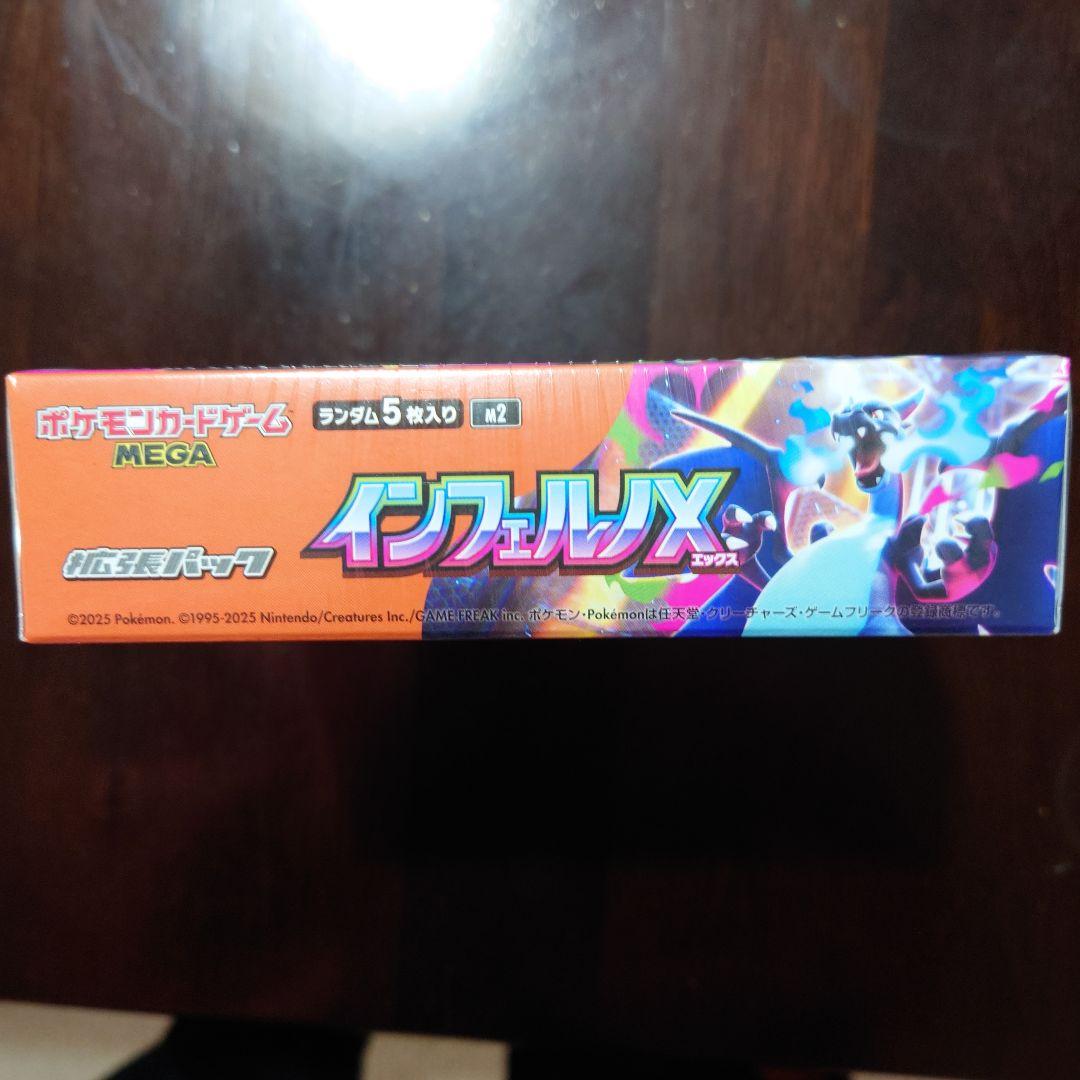 ポケモンカードゲーム
MEGA
ランダム5枚入り M2
インフェルノX
エックス
拡張パック
©2025 Pokémon. ©1995-2025 Nintendo/Creatures Inc./GAME FREAK inc. ポケモン・Pokémonは任天堂・クリーチャーズ・ゲームフリークの登録商標です。